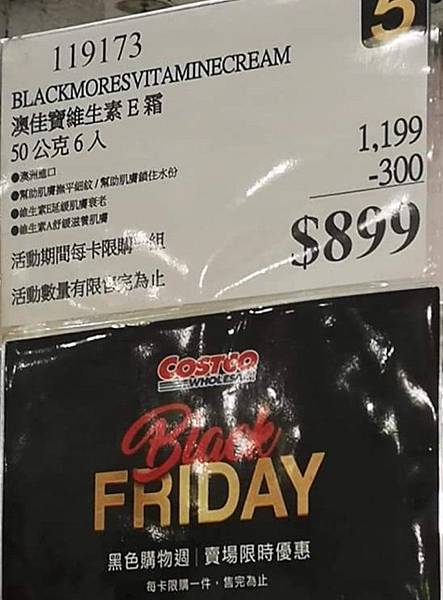 5
119173
BLACKMORESVITAMINECREAM
澳佳寶維生素 E 霜
50 公克 6 入
●澳洲進口
●幫助肌膚撫平細紋 / 幫助肌膚鎖住水份
●維生素E延緩肌膚衰老
●維生素A舒緩滋養肌膚
1,199
-300
$899
活動期間每卡限購 組
活動數量有限售完為止
COSTCO
WHOLESALE
Black
FRIDAY
黑色購物週 | 賣場限時優惠
每卡限購一件，售完為止